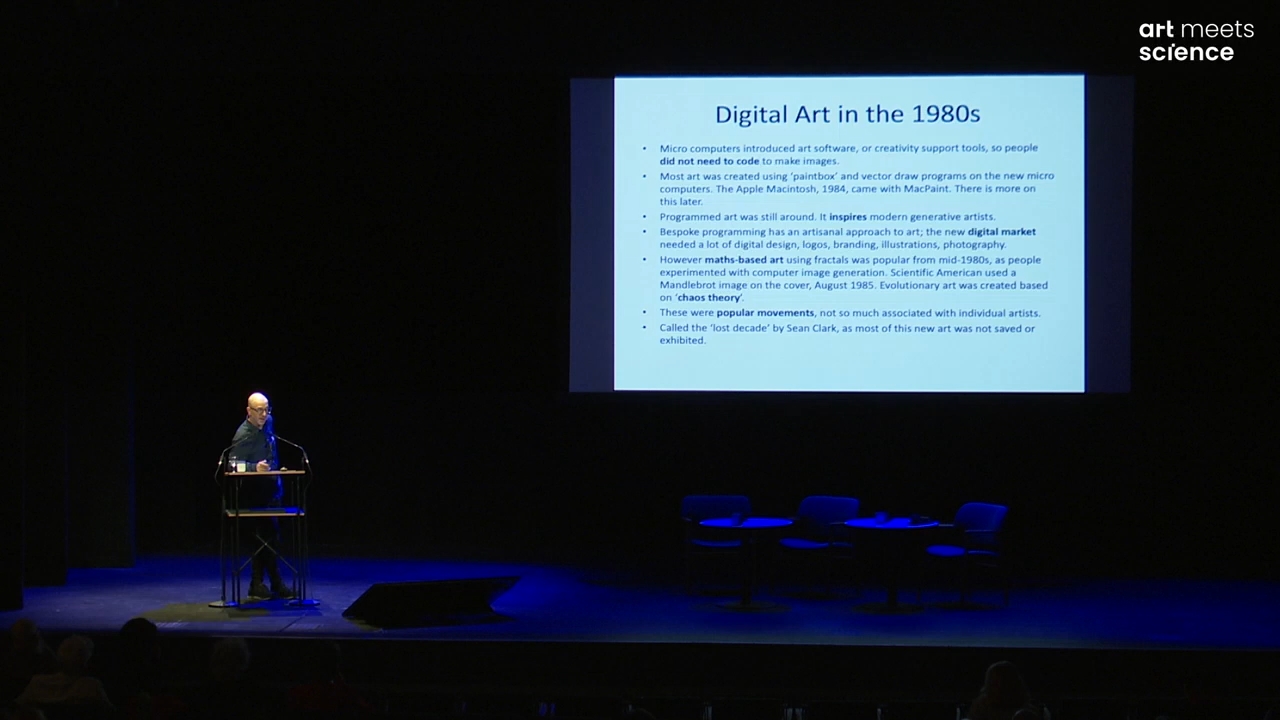 art meets
science
Digital Art in the 1980s
• Micro computers introduced art software, or creativity support tools, so people
did not need to code to make images.
• Most art was created using ‘paintbox’ and vector draw programs on the new micro
computers. The Apple Macintosh, 1984, came with MacPaint. There is more on
this later.
• Programmed art was still around. It inspires modern generative artists.
• Bespoke programming has an artisanal approach to art; the new digital market
needed a lot of digital design, logos, branding, illustrations, photography.
• However maths-based art using fractals was popular from mid-1980s, as people
experimented with computer image generation. Scientific American used a
Mandlebrot image on the cover, August 1985. Evolutionary art was created based
on ‘chaos theory’.
• These were popular movements, not so much associated with individual artists.
• Called the ‘lost decade’ by Sean Clark, as most of this new art was not saved or
exhibited.